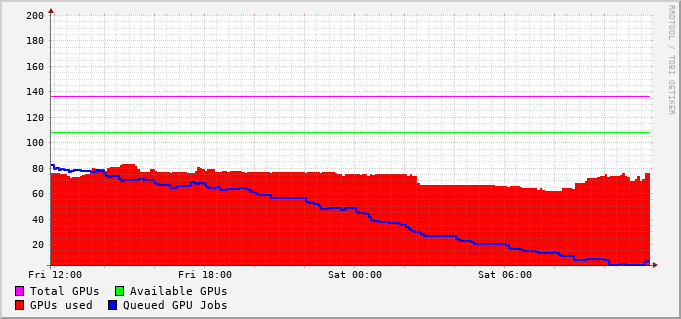 200
180
160
140
120
100
80
60
40
20
Fri 12:00 Fri 18:00 Sat 00:00 Sat 06:00
Total GPUs Available GPUs
GPUs used Queued GPU Jobs
RRDTOOL / TOBI OETIKER